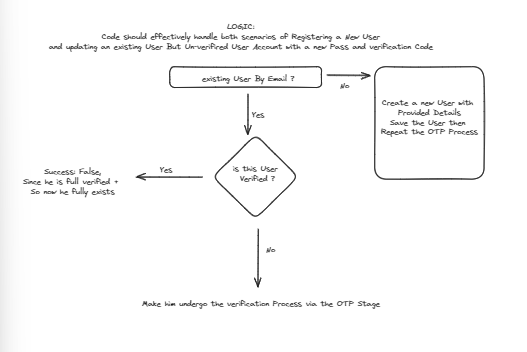 LOGIC:
Code should effectively handle both scenarios of Registering a New User
and updating an existing User But Un-verified User Account with a new Pass and verification Code
existing User By Email ?
No
Create a new User with
Provided Details
Save the User then
Repeat the OTP Process
Yes
is this User
Verified ?
Yes
Success: False,
Since he is full verified +
So now he fully exists
No
Make him undergo the verification Process via the OTP Stage